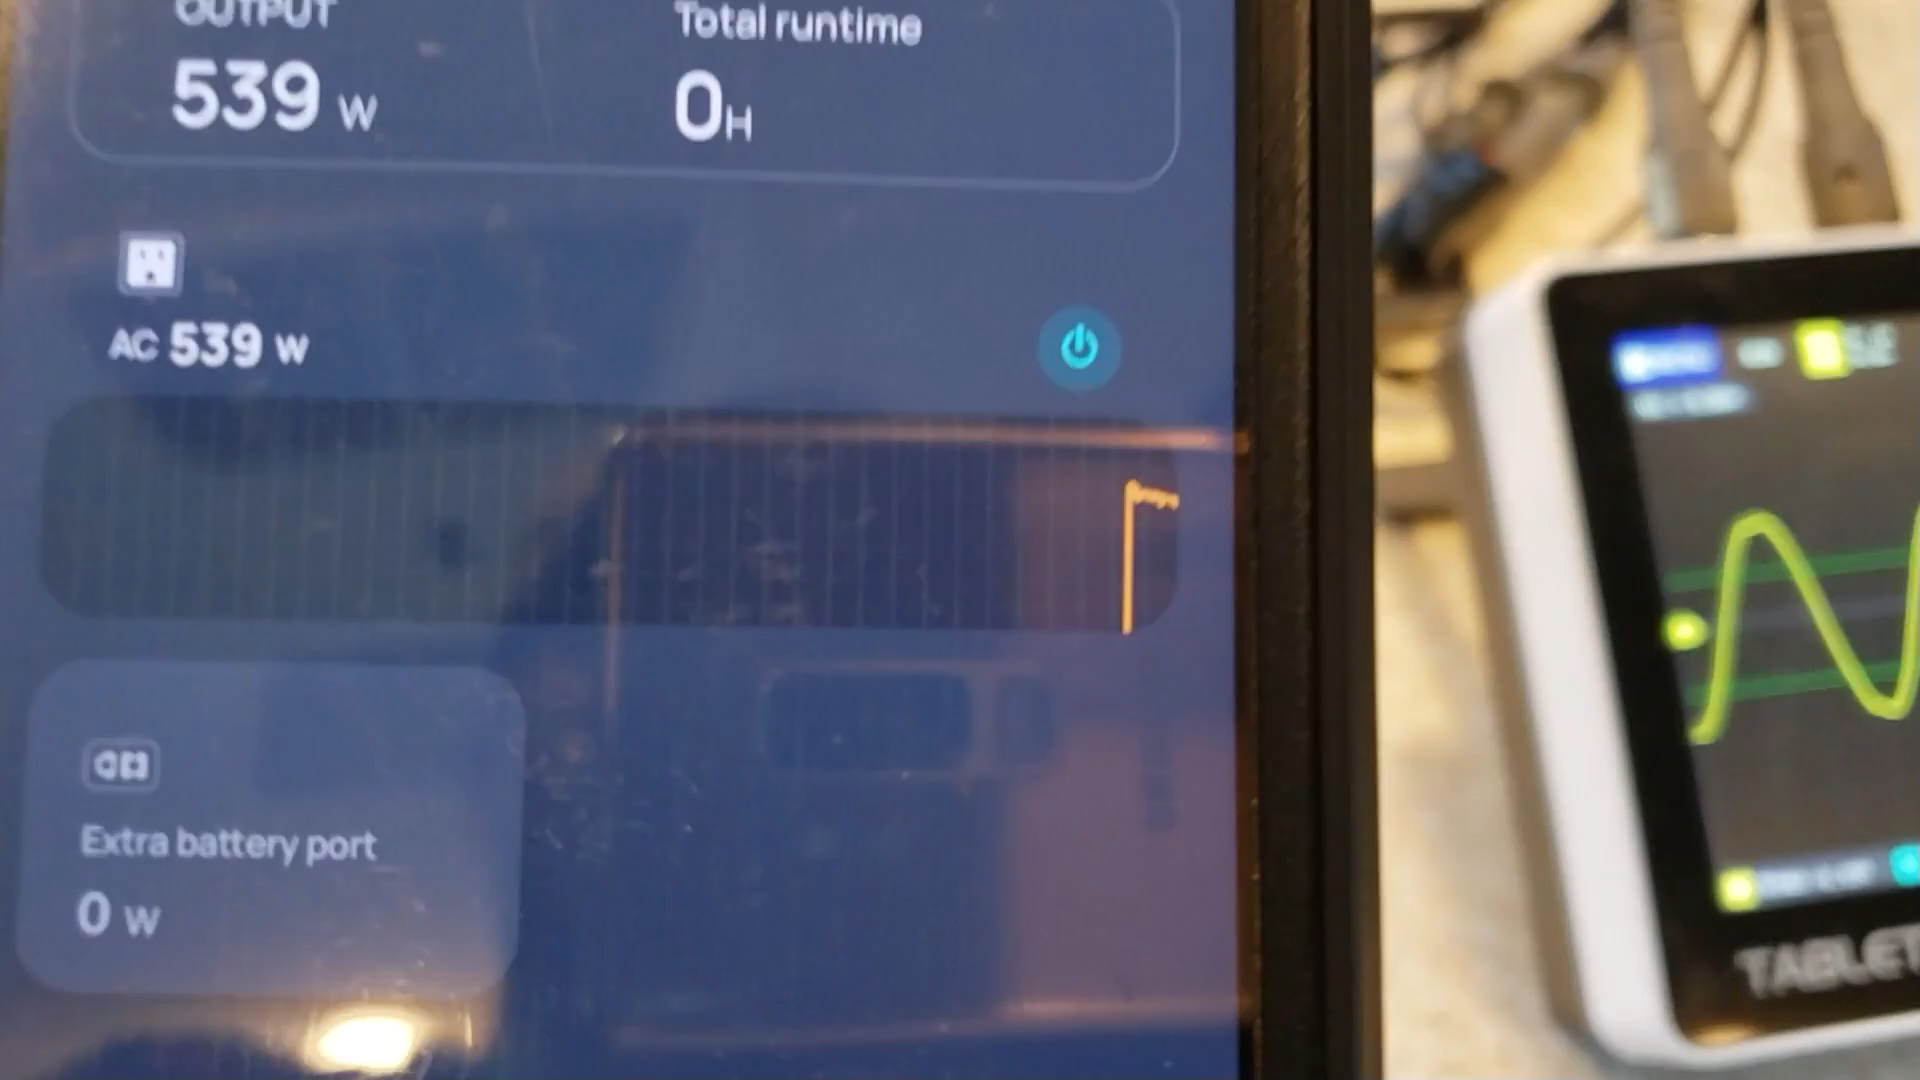 OUTPUT
Total runtime
539 W
0H
AC 539 W
Extra battery port
0 W
TABLET